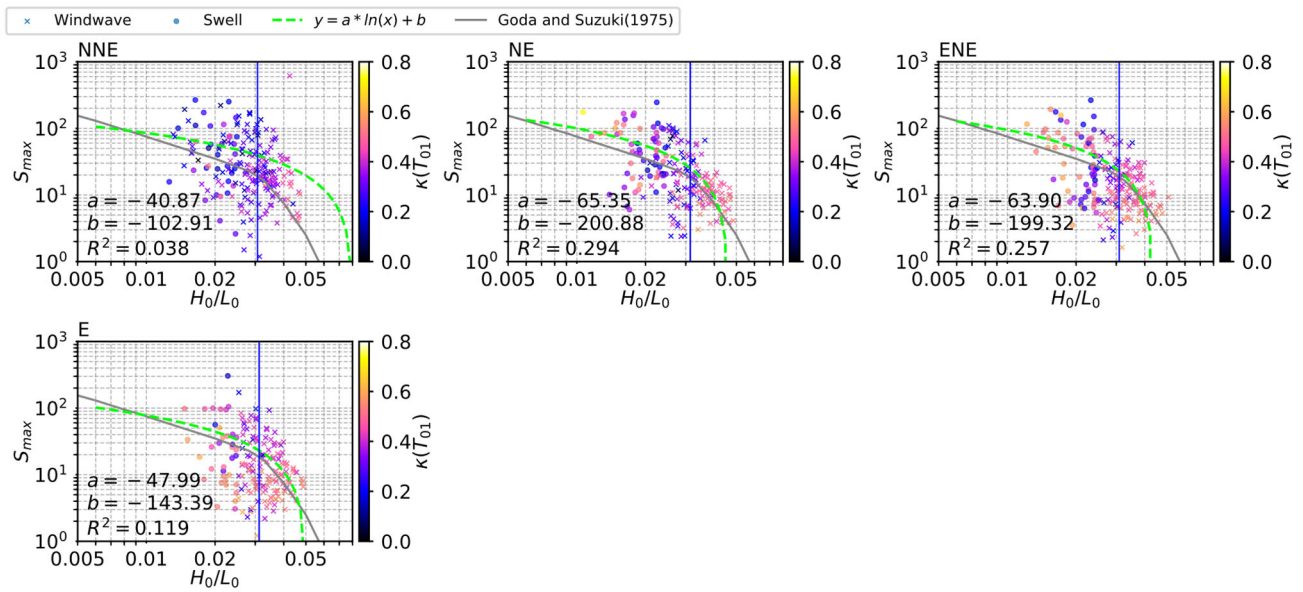 Windwave Swell y = a * ln(x) + b Goda and Suzuki(1975)
NNE
10³
10²
10¹
10⁰
S_max
a = −40.87
b = −102.91
R² = 0.038
0.005 0.01 0.02 0.05
H₀/L₀
0.8
0.6
0.4
0.2
0.0
κ(T̄₀₁)
NE
10³
10²
10¹
10⁰
S_max
a = −65.35
b = −200.88
R² = 0.294
0.005 0.01 0.02 0.05
H₀/L₀
0.8
0.6
0.4
0.2
0.0
κ(T̄₀₁)
ENE
10³
10²
10¹
10⁰
S_max
a = −63.90
b = −199.32
R² = 0.257
0.005 0.01 0.02 0.05
H₀/L₀
0.8
0.6
0.4
0.2
0.0
κ(T̄₀₁)
E
10³
10²
10¹
10⁰
S_max
a = −47.99
b = −143.39
R² = 0.119
0.005 0.01 0.02 0.05
H₀/L₀
0.8
0.6
0.4
0.2
0.0
κ(T̄₀₁)